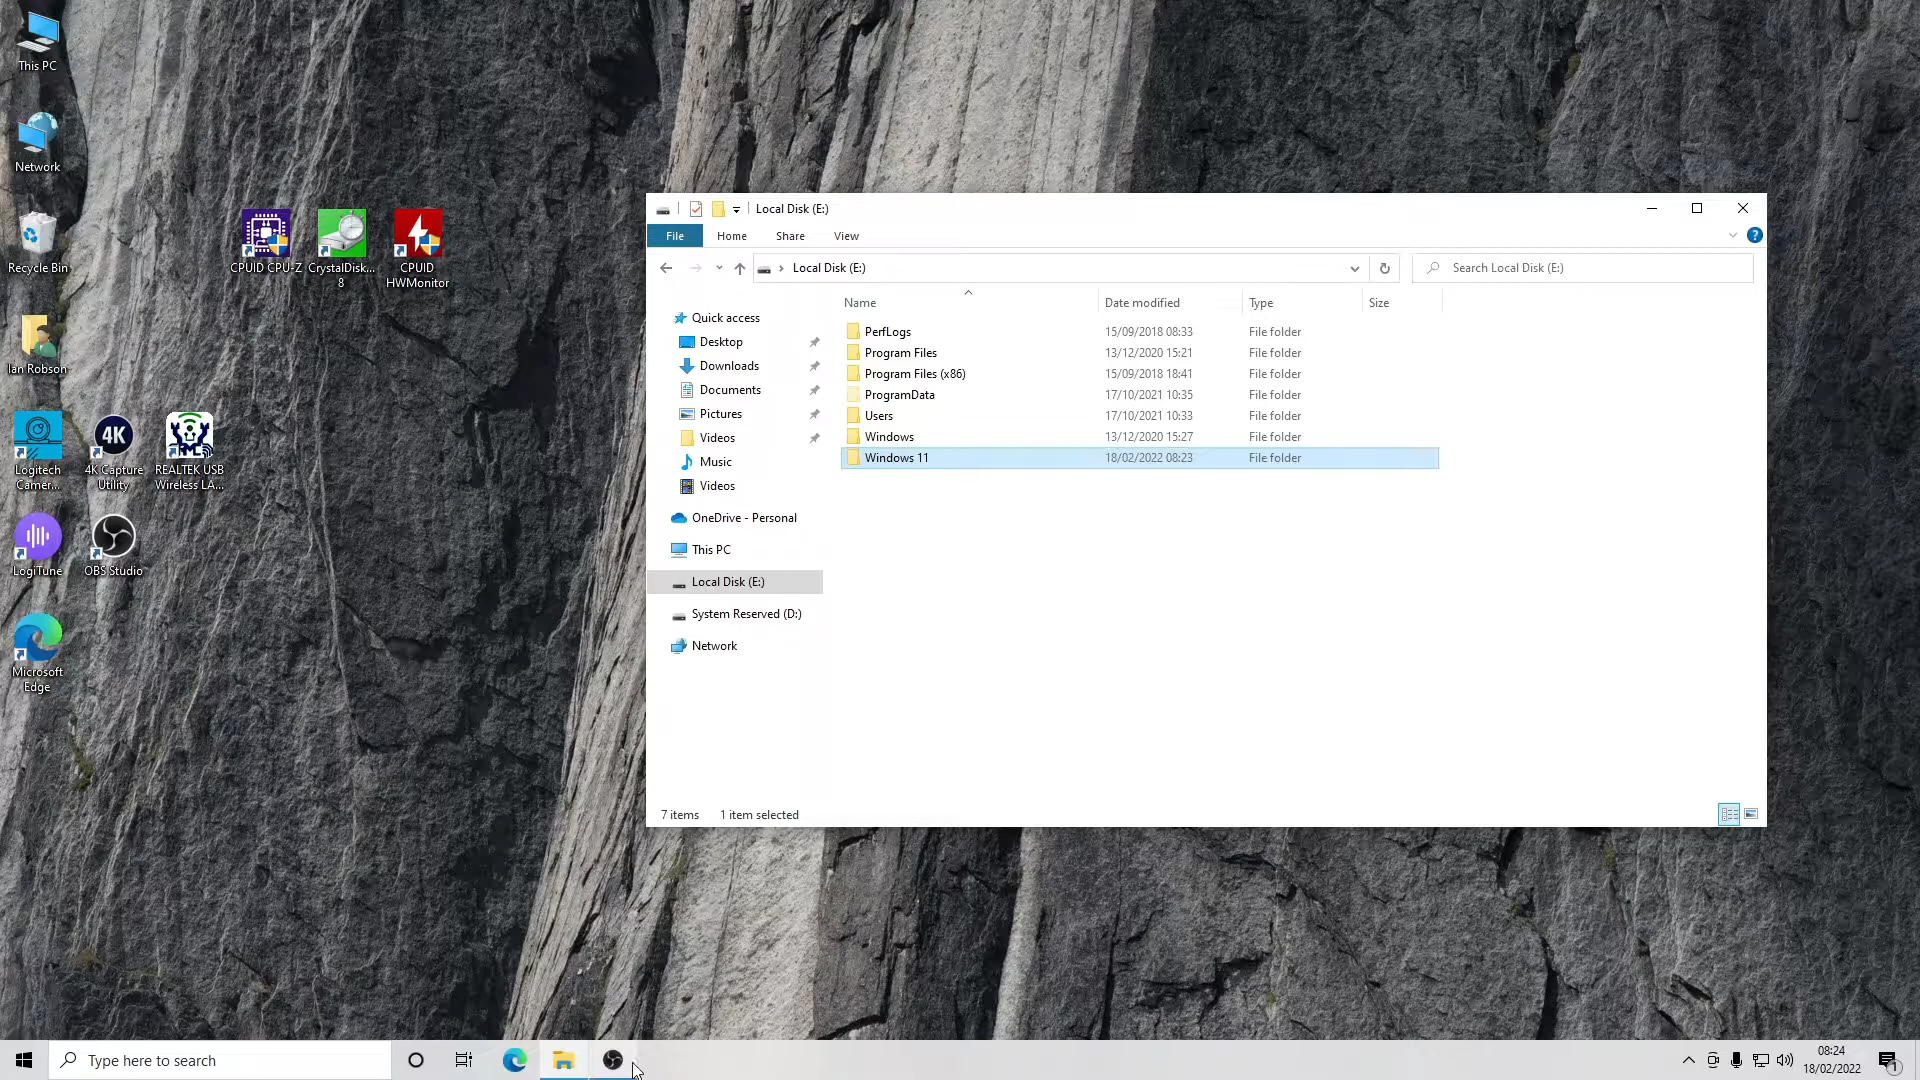 This PC
Network
Recycle Bin
CPUID CPU-Z
CrystalDisk...
8
CPUID
HWMonitor
Ian Robson
Logitech
Camer...
4K
4K Capture
Utility
REALTEK USB
Wireless LA...
LogiTune
OBS Studio
Microsoft
Edge
Local Disk (E:)
File
Home
Share
View
?
Local Disk (E:)
Search Local Disk (E:)
Quick access
Desktop
Downloads
Documents
Pictures
Videos
Music
Videos
OneDrive - Personal
This PC
Local Disk (E:)
System Reserved (D:)
Network
Name Date modified Type Size
PerfLogs 15/09/2018 08:33 File folder
Program Files 13/12/2020 15:21 File folder
Program Files (x86) 15/09/2018 18:41 File folder
ProgramData 17/10/2021 10:35 File folder
Users 17/10/2021 10:33 File folder
Windows 13/12/2020 15:27 File folder
Windows 11 18/02/2022 08:23 File folder
7 items 1 item selected
Type here to search
08:24
18/02/2022
1